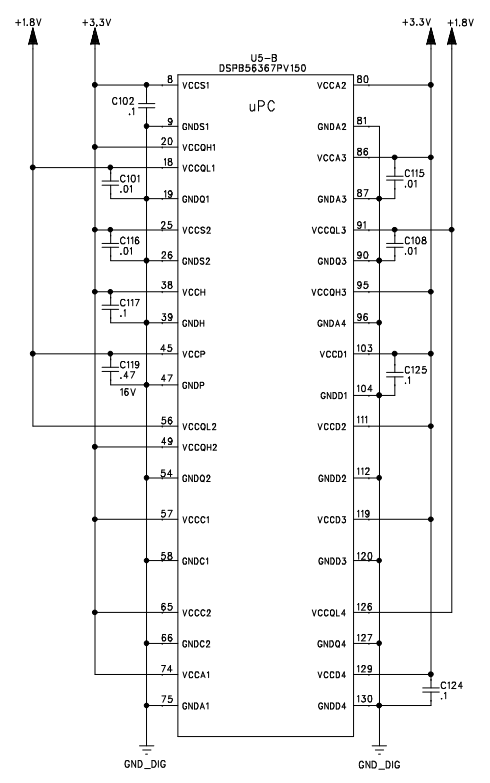 +1.8V +3.3V +3.3V +1.8V
U5-B
DSPB56367PV150
uPC
8 VCCS1 VCCA2 80
C102
.1
9 GNDS1 GNDA2 81
20 VCCQH1
VCCA3 86
18 VCCQL1
C101
.01
C115
.01
19 GNDQ1 GNDA3 87
25 VCCS2 VCCQL3 91
C116
.01
C108
.01
26 GNDS2 GNDQ3 90
38 VCCH VCCQH3 95
C117
.1
39 GNDH GNDA4 96
45 VCCP VCCD1 103
C119
.47
16V
C125
.1
47 GNDP GNDD1 104
56 VCCQL2 VCCD2 111
49 VCCQH2
54 GNDQ2 GNDD2 112
57 VCCC1 VCCD3 119
58 GNDC1 GNDD3 120
65 VCCC2 VCCQL4 126
66 GNDC2 GNDQ4 127
74 VCCA1 VCCD4 129
C124
.1
75 GNDA1 GNDD4 130
GND_DIG GND_DIG